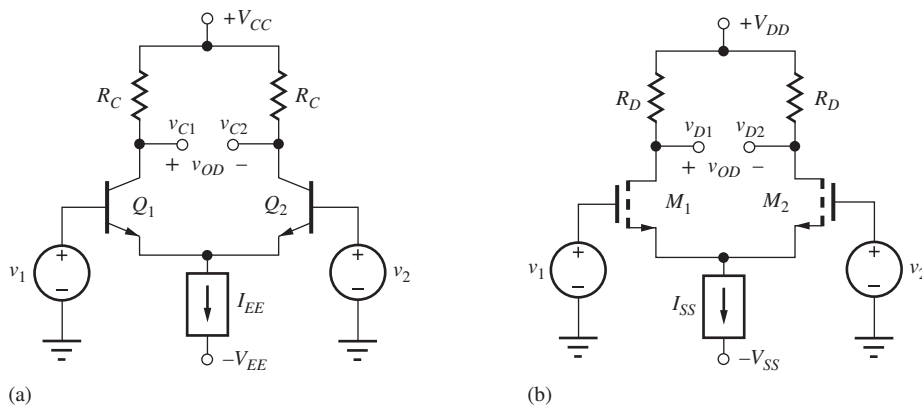 +V_CC
R_C R_C
v_C1 v_C2
+ v_OD −
Q_1 Q_2
v_1 + − + − v_2
I_EE
−V_EE
(a)
+V_DD
R_D R_D
v_D1 v_D2
+ v_OD −
M_1 M_2
v_1 + − + − v_2
I_SS
−V_SS
(b)